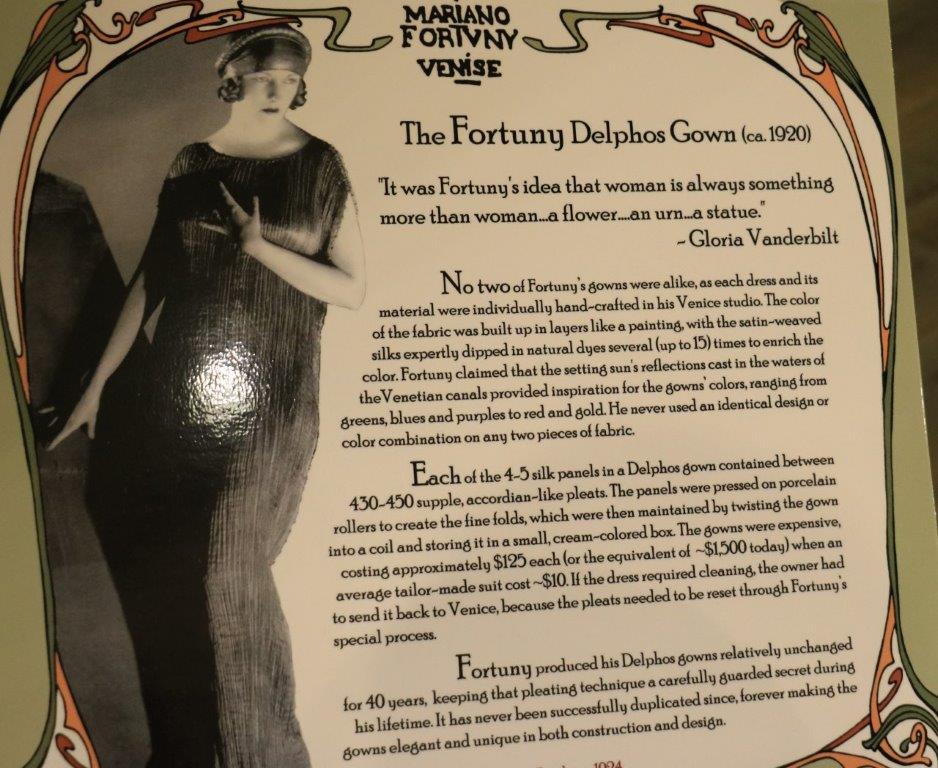 MARIANO
FORTVNY
VENISE
The Fortuny Delphos Gown (ca. 1920)
"It was Fortuny's idea that woman is always something
more than woman...a flower....an urn...a statue."
~ Gloria Vanderbilt
No two of Fortuny's gowns were alike, as each dress and its
material were individually hand-crafted in his Venice studio. The color
of the fabric was built up in layers like a painting, with the satin-weaved
silks expertly dipped in natural dyes several (up to 15) times to enrich the
color. Fortuny claimed that the setting sun's reflections cast in the waters of
the Venetian canals provided inspiration for the gowns' colors, ranging from
greens, blues and purples to red and gold. He never used an identical design or
color combination on any two pieces of fabric.
Each of the 4-5 silk panels in a Delphos gown contained between
430-450 supple, accordian-like pleats. The panels were pressed on porcelain
rollers to create the fine folds, which were then maintained by twisting the gown
into a coil and storing it in a small, cream-colored box. The gowns were expensive,
costing approximately $125 each (or the equivalent of ~$1,500 today) when an
average tailor-made suit cost ~$10. If the dress required cleaning, the owner had
to send it back to Venice, because the pleats needed to be reset through Fortuny's
special process.
Fortuny produced his Delphos gowns relatively unchanged
for 40 years, keeping that pleating technique a carefully guarded secret during
his lifetime. It has never been successfully duplicated since, forever making the
gowns elegant and unique in both construction and design.
1924